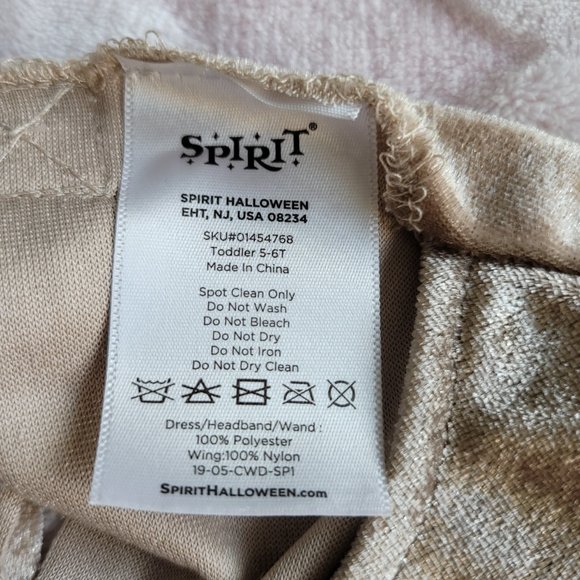 SPIRIT®
SPIRIT HALLOWEEN
EHT, NJ, USA 08234
SKU#01454768
Toddler 5-6T
Made In China
Spot Clean Only
Do Not Wash
Do Not Bleach
Do Not Dry
Do Not Iron
Do Not Dry Clean
Dress/Headband/Wand :
100% Polyester
Wing:100% Nylon
19-05-CWD-SP1
SPIRITHALLOWEEN.com